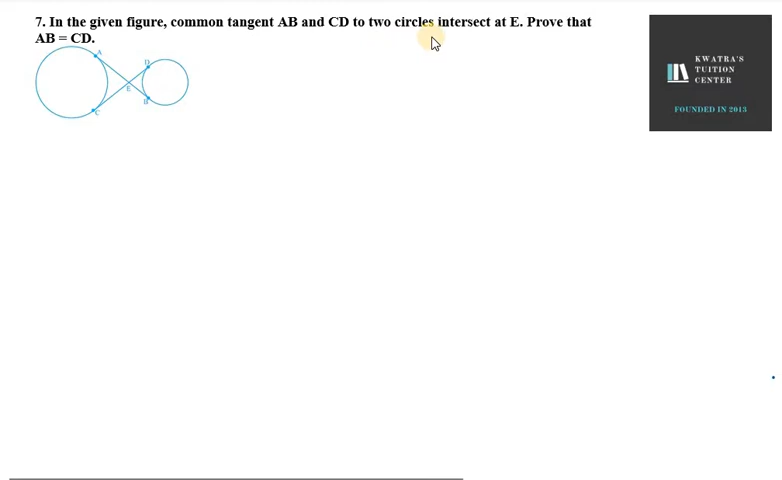 7. In the given figure, common tangent AB and CD to two circles intersect at E. Prove that
AB = CD.
A
D
E
B
C
KWATRA'S
TUITION
CENTER
FOUNDED IN 2013